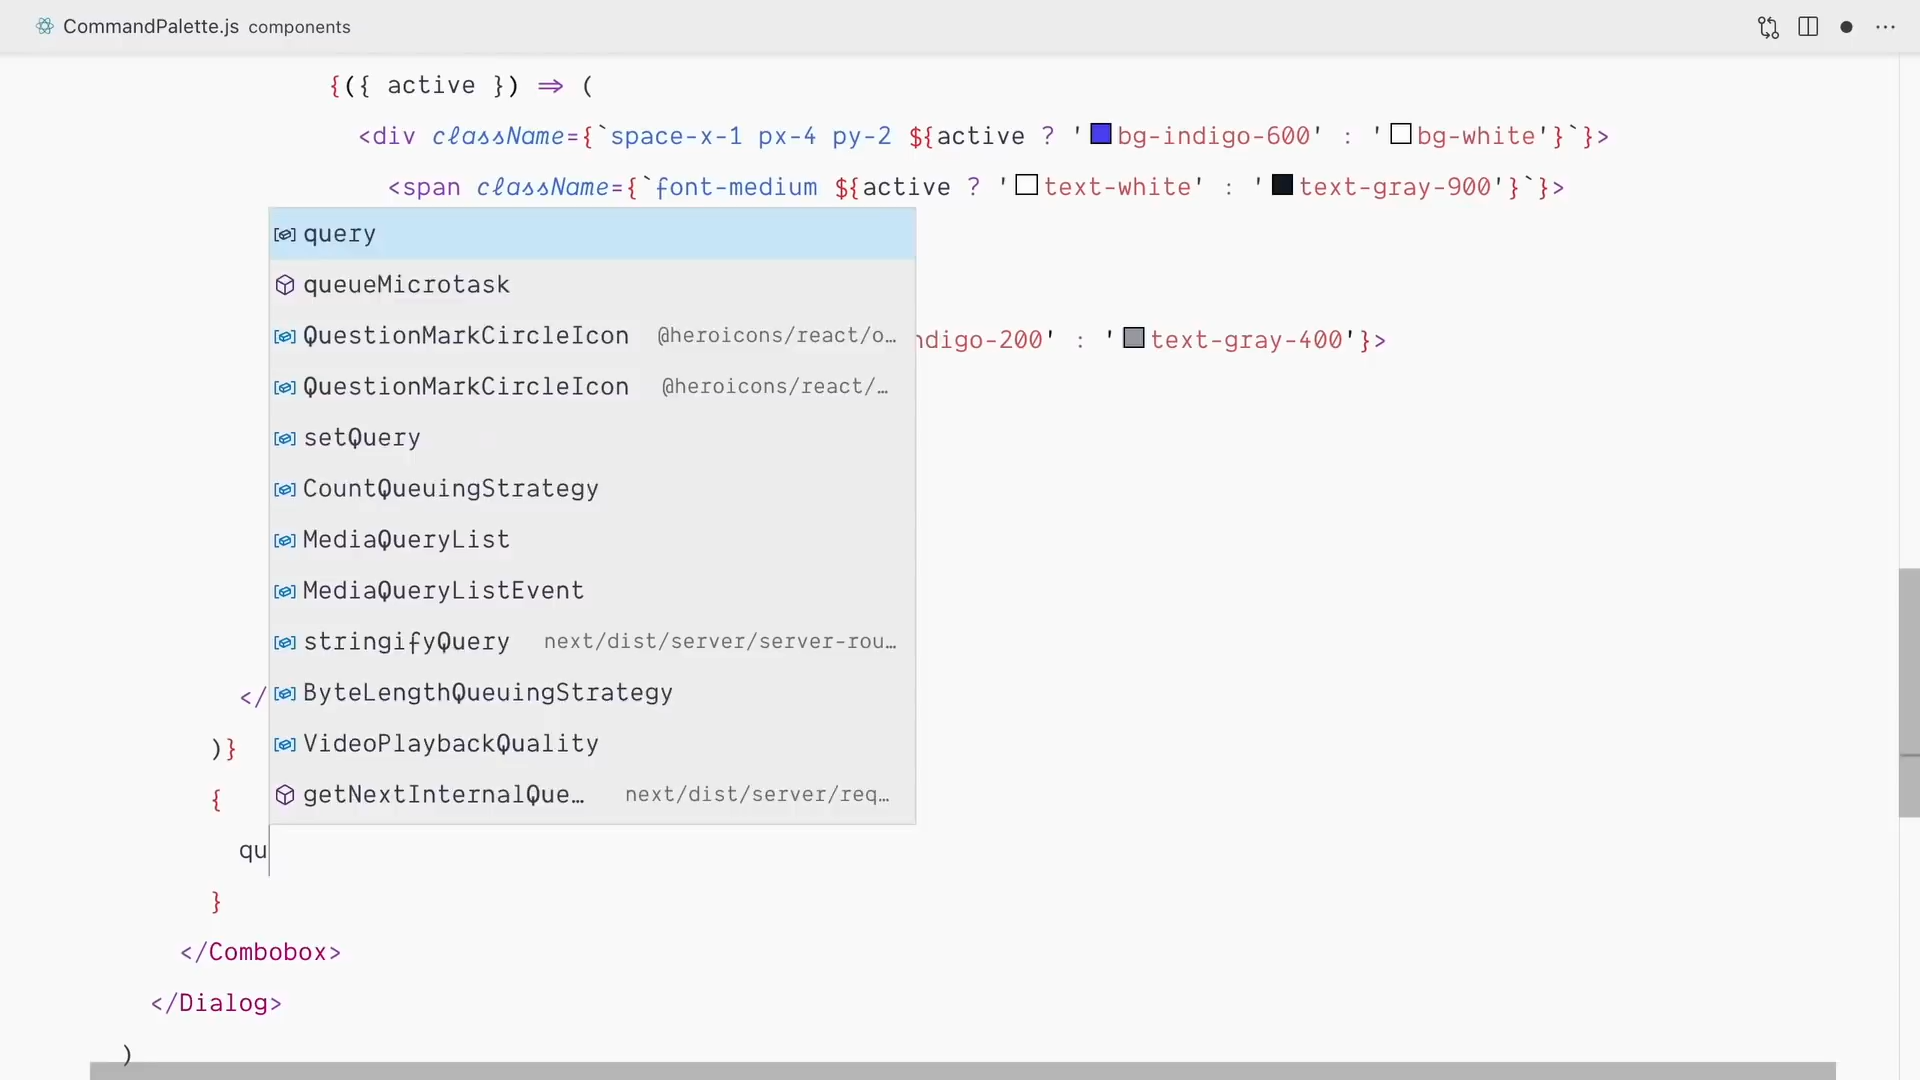 CommandPalette.js components
{({ active }) => (
<div className={`space-x-1 px-4 py-2 ${active ? 'bg-indigo-600' : 'bg-white'}`}>
<span className={`font-medium ${active ? 'text-white' : 'text-gray-900'}`}>
query
queueMicrotask
QuestionMarkCircleIcon @heroicons/react/o…
ndigo-200' : 'text-gray-400'}>
QuestionMarkCircleIcon @heroicons/react/…
setQuery
CountQueuingStrategy
MediaQueryList
MediaQueryListEvent
stringifyQuery next/dist/server/server-rou…
</
ByteLengthQueuingStrategy
)}
VideoPlaybackQuality
{
getNextInternalQue… next/dist/server/req…
qu
}
</Combobox>
</Dialog>
)